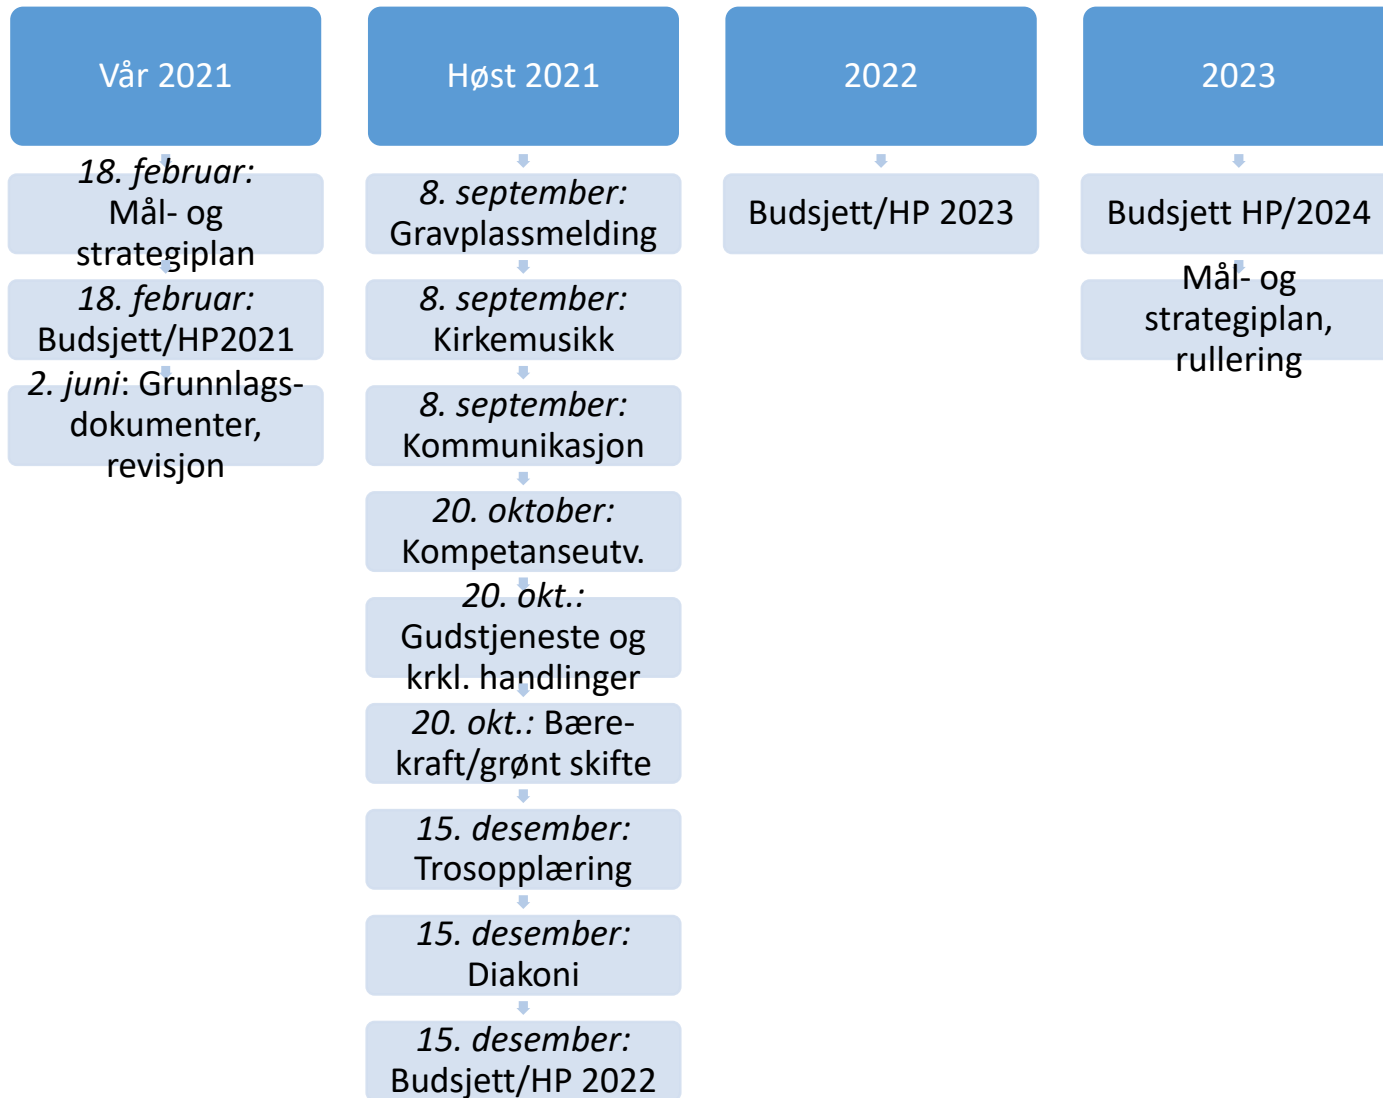 Vår 2021
18. februar:
Mål- og
strategiplan
18. februar:
Budsjett/HP2021
2. juni: Grunnlags-
dokumenter,
revisjon
Høst 2021
8. september:
Gravplassmelding
8. september:
Kirkemusikk
8. september:
Kommunikasjon
20. oktober:
Kompetanseutv.
20. okt.:
Gudstjeneste og
krkl. handlinger
20. okt.: Bære-
kraft/grønt skifte
15. desember:
Trosopplæring
15. desember:
Diakoni
15. desember:
Budsjett/HP 2022
2022
Budsjett/HP 2023
2023
Budsjett HP/2024
Mål- og
strategiplan,
rullering